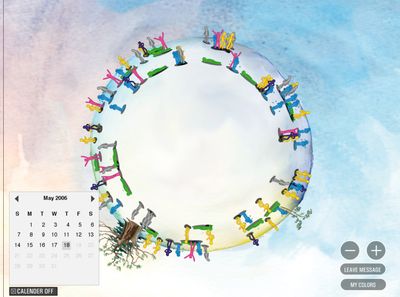 May 2006
S M T W T F S
1 2 3 4 5 6
7 8 9 10 11 12 13
14 15 16 17 18 19 20
21 22 23 24 25 26 27
28 29 30 31
CALENDER OFF
LEAVE MESSAGE
MY COLORS